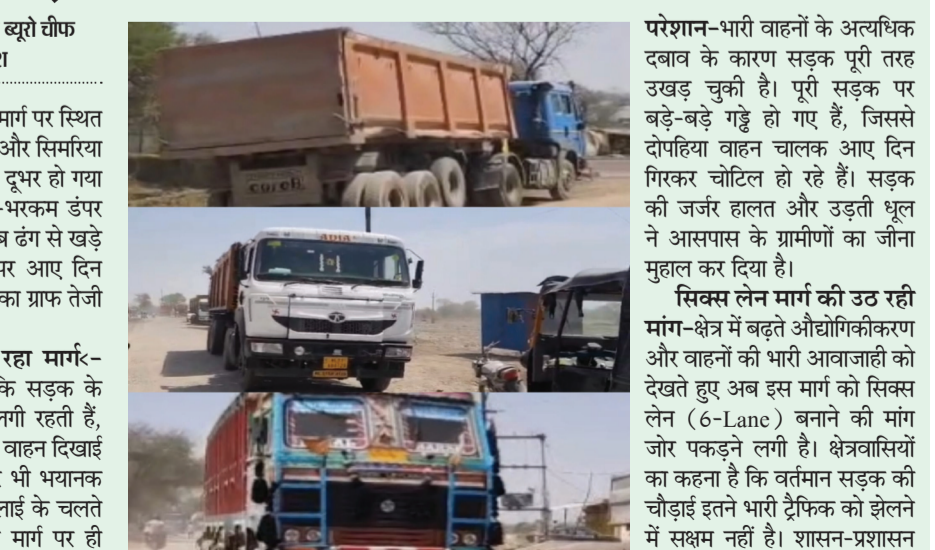 ब्यूरो चीफ
मार्ग पर स्थित
और सिमरिया
दूभर हो गया
-भरकम डंपर
ढंग से खड़े
पर आए दिन
का ग्राफ तेजी
रहा मार्ग<-
कि सड़क के
लगी रहती हैं,
वाहन दिखाई
भी भयानक
लाई के चलते
मार्ग पर ही
ADIA
परेशान-भारी वाहनों के अत्यधिक
दबाव के कारण सड़क पूरी तरह
उखड़ चुकी है। पूरी सड़क पर
बड़े-बड़े गड्ढे हो गए हैं, जिससे
दोपहिया वाहन चालक आए दिन
गिरकर चोटिल हो रहे हैं। सड़क
की जर्जर हालत और उड़ती धूल
ने आसपास के ग्रामीणों का जीना
मुहाल कर दिया है।
सिक्स लेन मार्ग की उठ रही
मांग-क्षेत्र में बढ़ते औद्योगिकीकरण
और वाहनों की भारी आवाजाही को
देखते हुए अब इस मार्ग को सिक्स
लेन (6-Lane) बनाने की मांग
जोर पकड़ने लगी है। क्षेत्रवासियों
का कहना है कि वर्तमान सड़क की
चौड़ाई इतने भारी ट्रैफिक को झेलने
में सक्षम नहीं है। शासन-प्रशासन